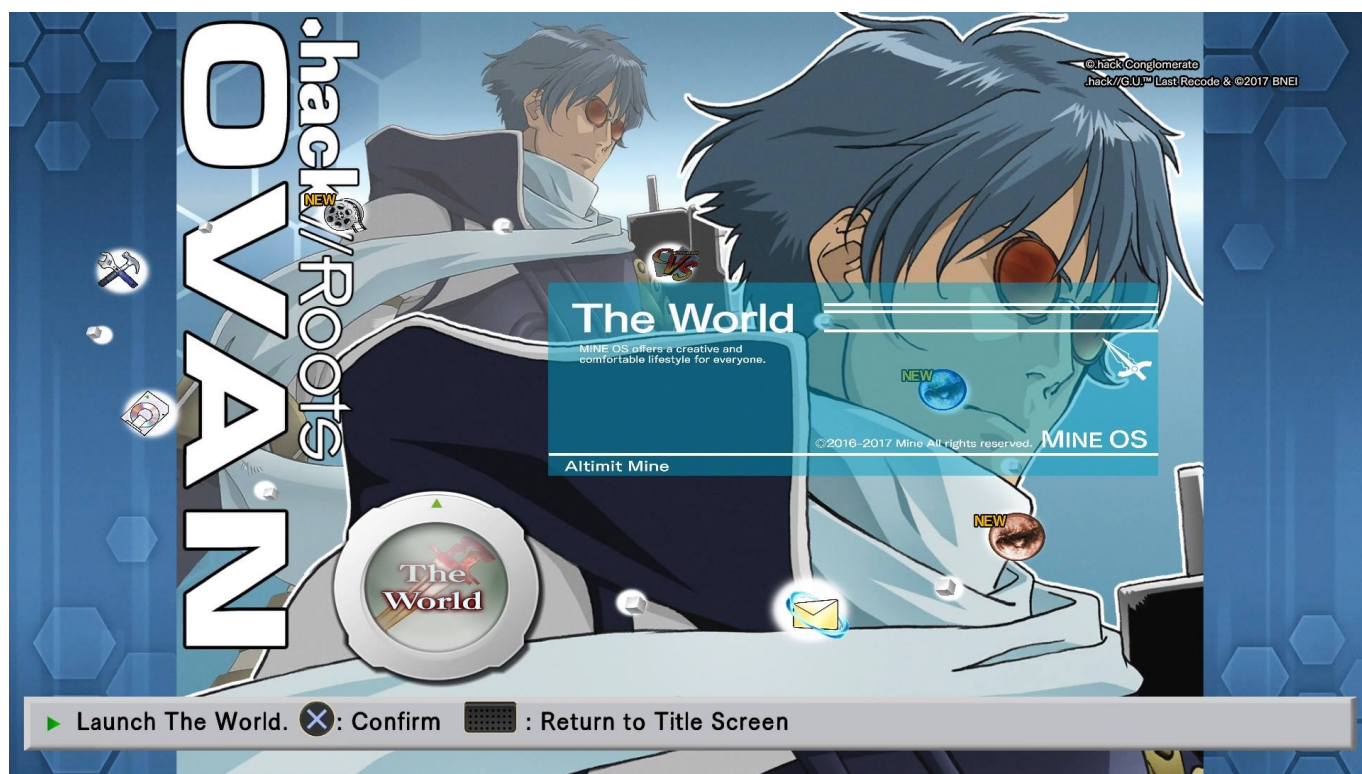 OVAN
.hack//Roots
©.hack Conglomerate
.hack//G.U.™ Last Recode & ©2017 BNEI
NEW
VS
The World
MINE OS offers a creative and
comfortable lifestyle for everyone.
NEW
©2016-2017 Mine All rights reserved. MINE OS
Altimit Mine
NEW
The
World
Launch The World. : Confirm : Return to Title Screen